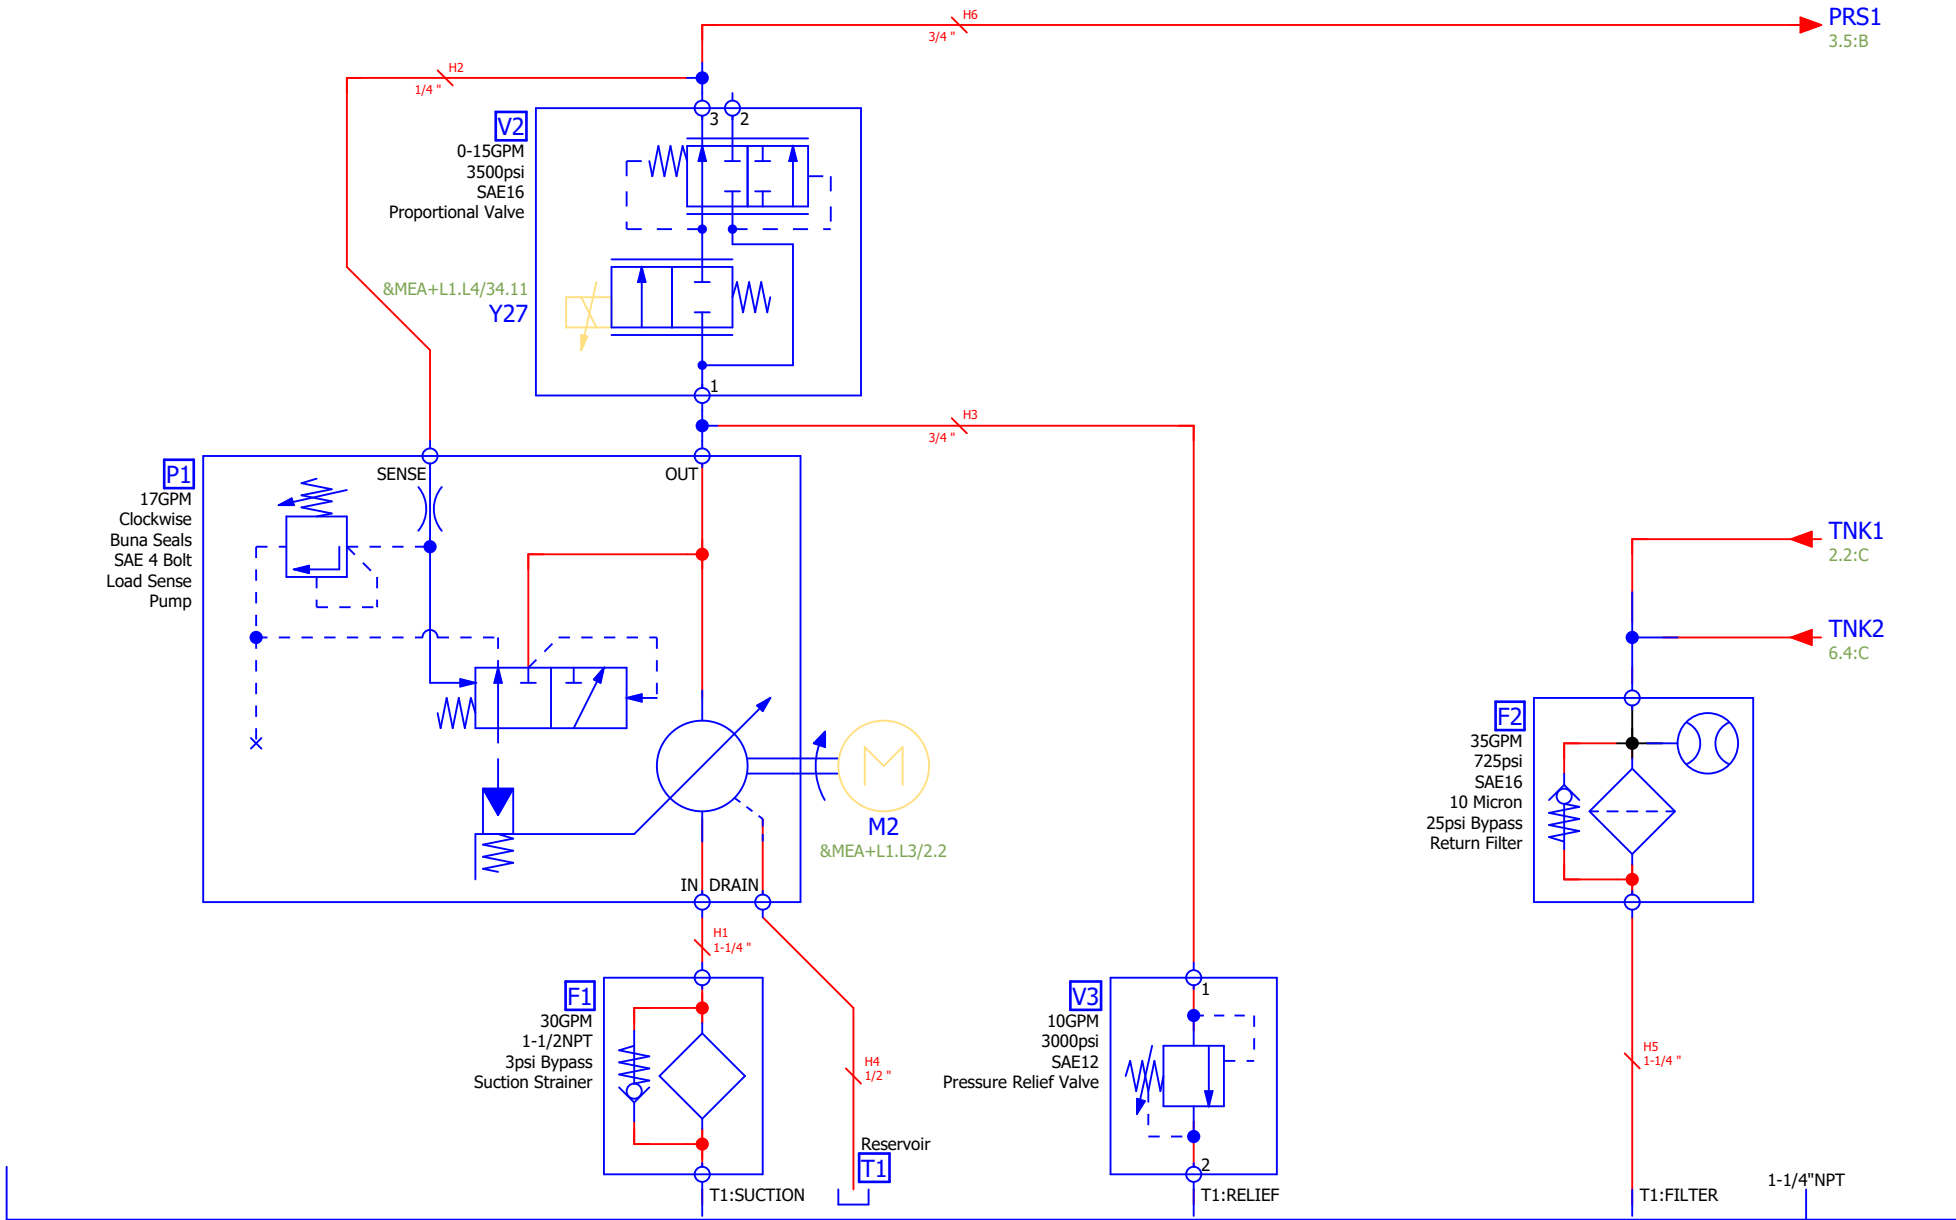 H6
3/4 "
PRS1
3.5:B
H2
1/4 "
V2
0-15GPM
3500psi
SAE16
Proportional Valve
3
2
&MEA+L1.L4/34.11
Y27
1
H3
3/4 "
P1
17GPM
Clockwise
Buna Seals
SAE 4 Bolt
Load Sense
Pump
SENSE
OUT
TNK1
2.2:C
TNK2
6.4:C
F2
35GPM
725psi
SAE16
10 Micron
25psi Bypass
Return Filter
M
M2
&MEA+L1.L3/2.2
IN
DRAIN
H1
1-1/4 "
F1
30GPM
1-1/2NPT
3psi Bypass
Suction Strainer
H4
1/2 "
V3
10GPM
3000psi
SAE12
Pressure Relief Valve
1
2
H5
1-1/4 "
Reservoir
T1
T1:SUCTION
T1:RELIEF
T1:FILTER
1-1/4"NPT